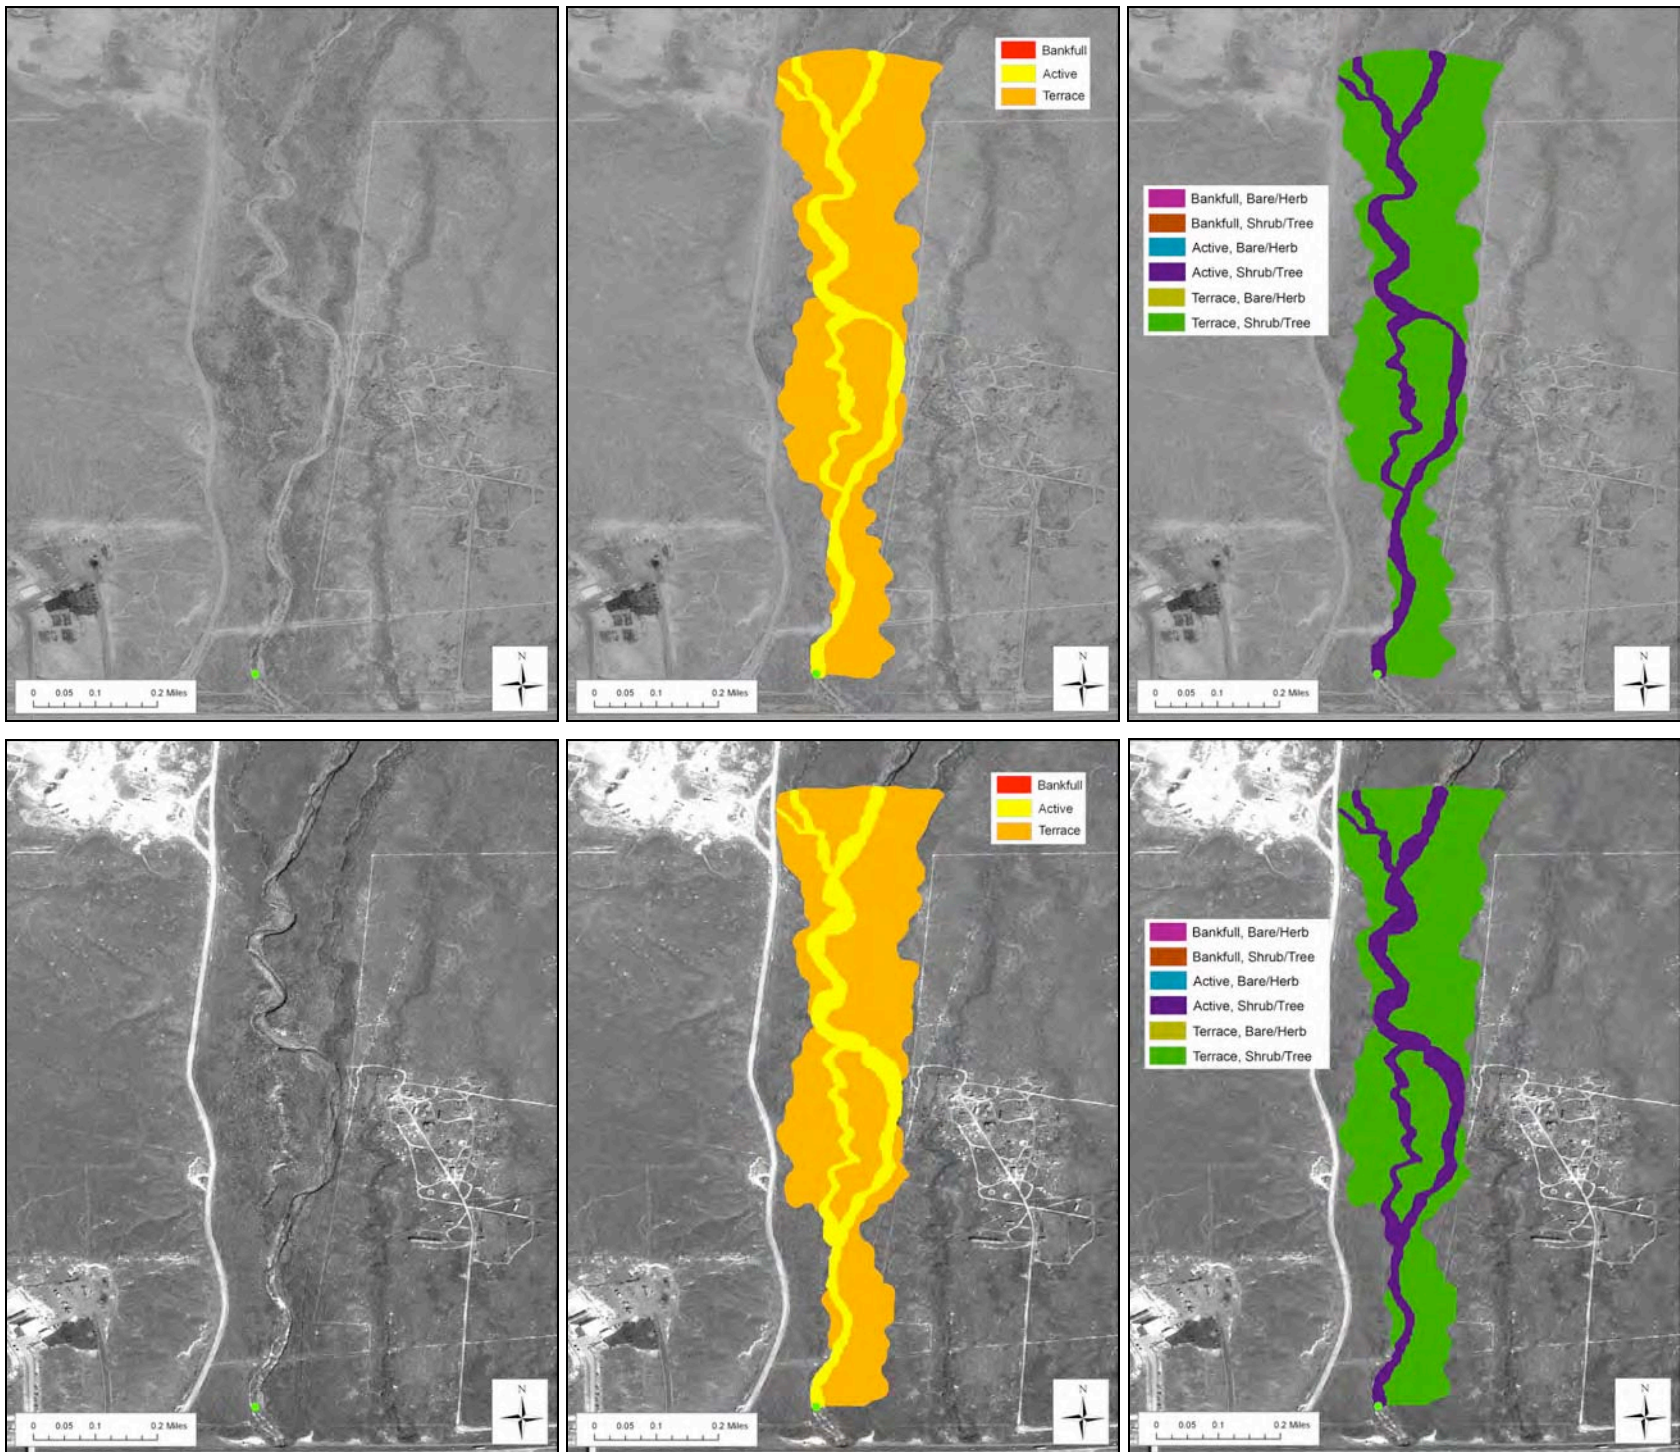 N
0 0.05 0.1 0.2 Miles
Bankfull
Active
Terrace
N
0 0.05 0.1 0.2 Miles
Bankfull, Bare/Herb
Bankfull, Shrub/Tree
Active, Bare/Herb
Active, Shrub/Tree
Terrace, Bare/Herb
Terrace, Shrub/Tree
N
0 0.05 0.1 0.2 Miles
N
0 0.05 0.1 0.2 Miles
Bankfull
Active
Terrace
N
0 0.05 0.1 0.2 Miles
Bankfull, Bare/Herb
Bankfull, Shrub/Tree
Active, Bare/Herb
Active, Shrub/Tree
Terrace, Bare/Herb
Terrace, Shrub/Tree
N
0 0.05 0.1 0.2 Miles